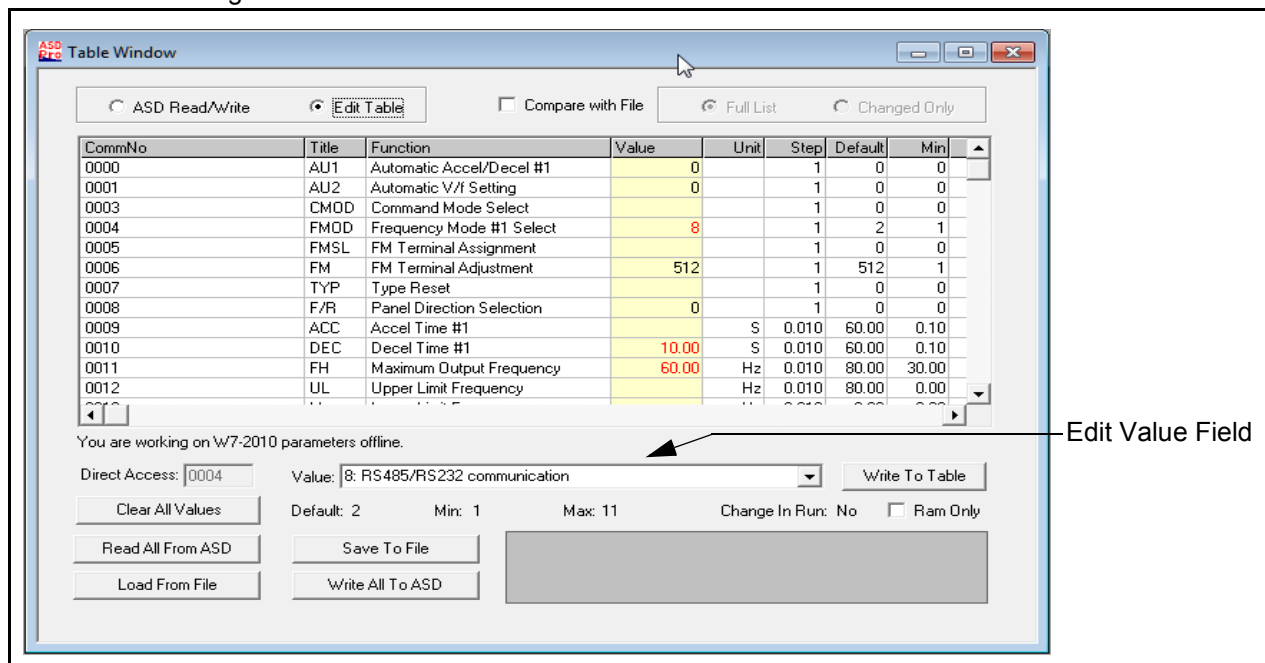 ASD Pro Table Window
ASD Read/Write Edit Table Compare with File Full List Changed Only
CommNo Title Function Value Unit Step Default Min
0000 AU1 Automatic Accel/Decel #1 0 1 0 0
0001 AU2 Automatic V/f Setting 0 1 0 0
0003 CMOD Command Mode Select 1 0 0
0004 FMOD Frequency Mode #1 Select 8 1 2 1
0005 FMSL FM Terminal Assignment 1 0 0
0006 FM FM Terminal Adjustment 512 1 512 1
0007 TYP Type Reset 1 0 0
0008 F/R Panel Direction Selection 0 1 0 0
0009 ACC Accel Time #1 S 0.010 60.00 0.10
0010 DEC Decel Time #1 10.00 S 0.010 60.00 0.10
0011 FH Maximum Output Frequency 60.00 Hz 0.010 80.00 30.00
0012 UL Upper Limit Frequency Hz 0.010 80.00 0.00
You are working on W7-2010 parameters offline.
Edit Value Field
Direct Access: 0004 Value: 8: RS485/RS232 communication Write To Table
Clear All Values Default: 2 Min: 1 Max: 11 Change In Run: No Ram Only
Read All From ASD Save To File
Load From File Write All To ASD